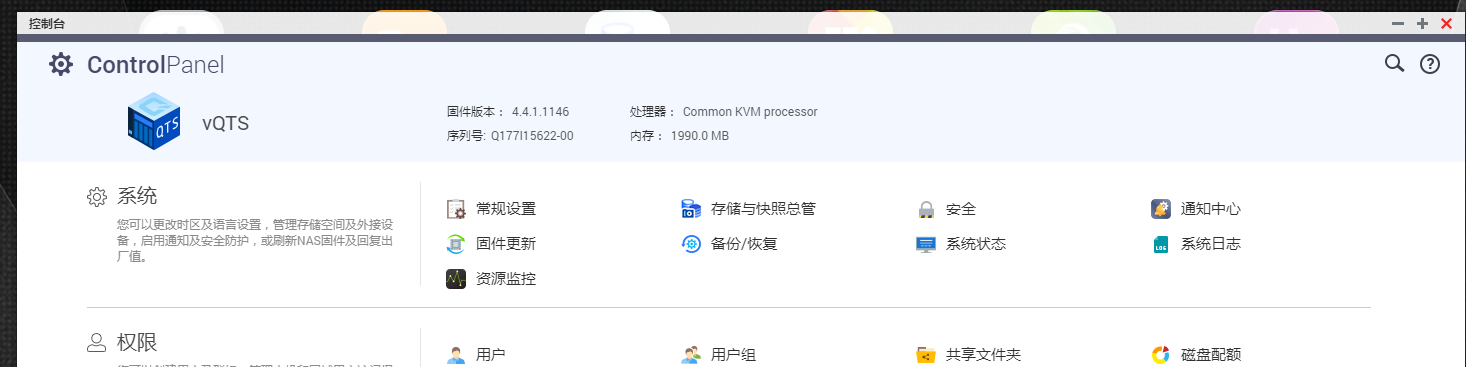 控制台
ControlPanel
QTS
vQTS
固件版本： 4.4.1.1146
处理器： Common KVM processor
序列号: Q177I15622-00
内存： 1990.0 MB
系统
您可以更改时区及语言设置，管理存储空间及外接设
备，启用通知及安全防护，或刷新NAS固件及回复出
厂值。
常规设置
存储与快照总管
安全
通知中心
固件更新
备份/恢复
系统状态
LOG
系统日志
资源监控
权限
用户
用户组
共享文件夹
磁盘配额